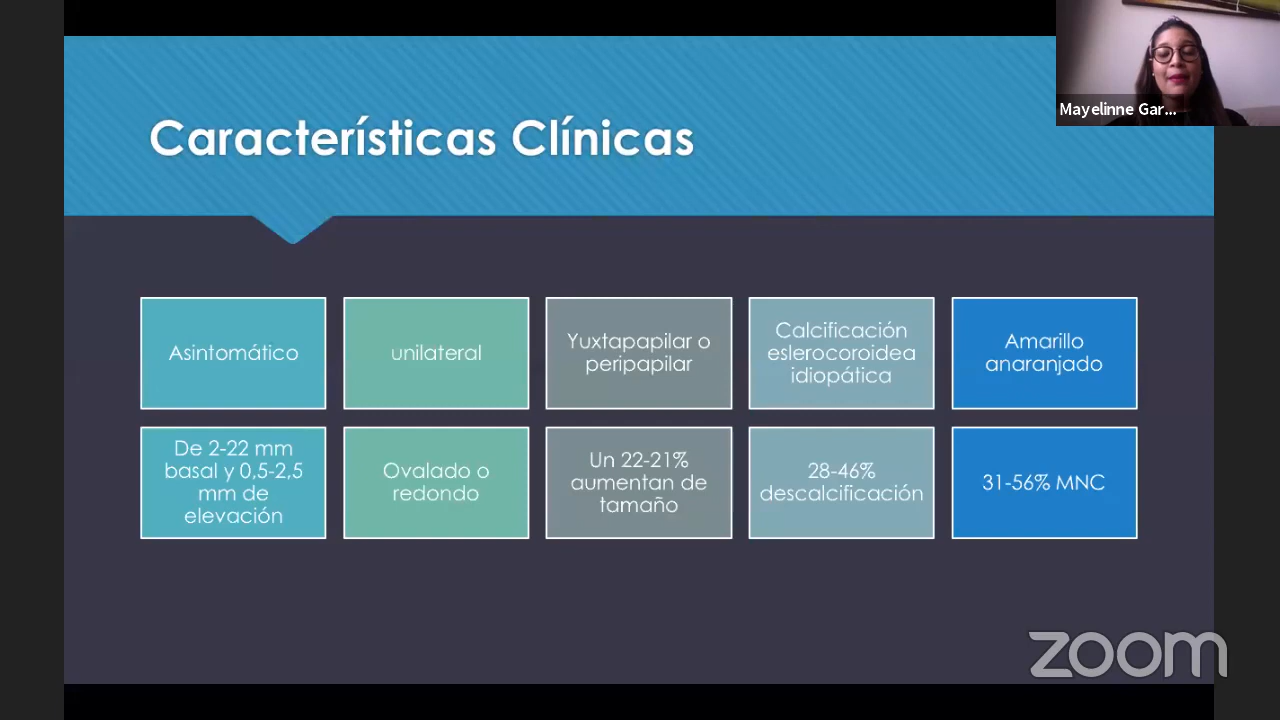 Mayelinne Gar...
Características Clínicas
Asintomático
unilateral
Yuxtapapilar o
peripapilar
Calcificación
eslerocoroidea
idiopática
Amarillo
anaranjado
De 2-22 mm
basal y 0,5-2,5
mm de
elevación
Ovalado o
redondo
Un 22-21%
aumentan de
tamaño
28-46%
descalcificación
31-56% MNC
zoom